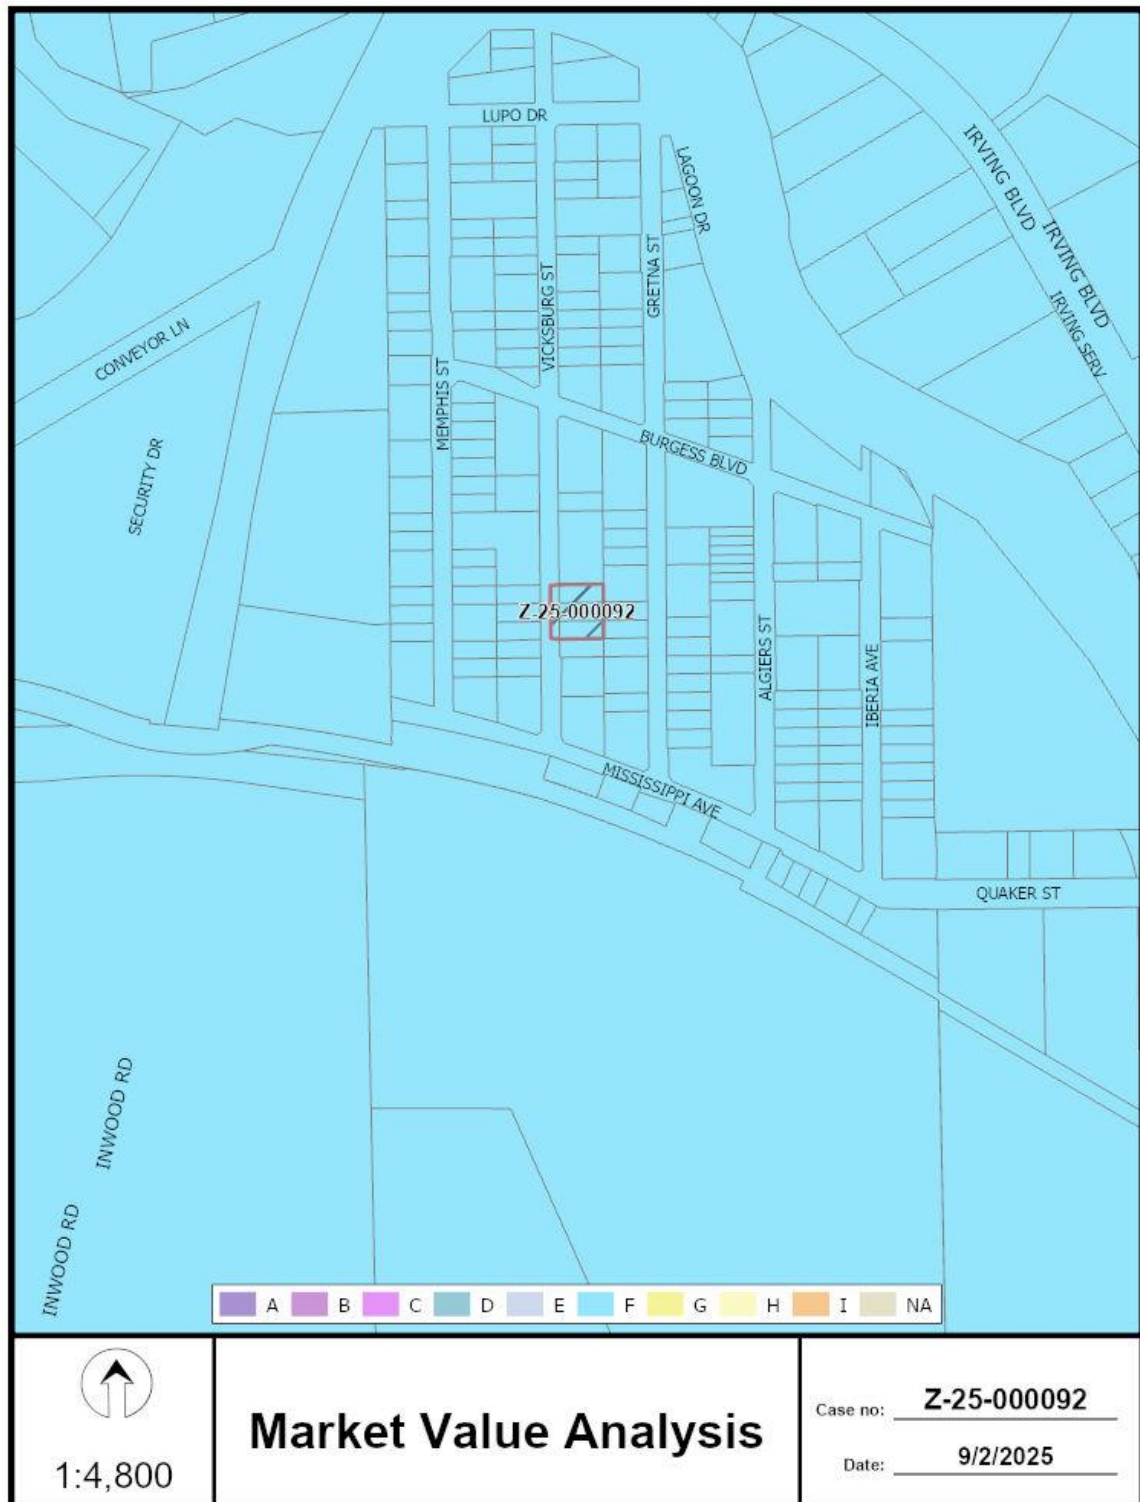 LUPO DR
LAGOON DR
IRVING BLVD
IRVING BLVD
IRVING SERV
GRETNA ST
VICKSBURG ST
CONVEYOR LN
MEMPHIS ST
BURGESS BLVD
SECURITY DR
Z-25-000092
ALGIERS ST
IBERIA AVE
MISSISSIPPI AVE
QUAKER ST
INWOOD RD
INWOOD RD
A B C D E F G H I NA
1:4,800
Market Value Analysis
Case no: Z-25-000092
Date: 9/2/2025